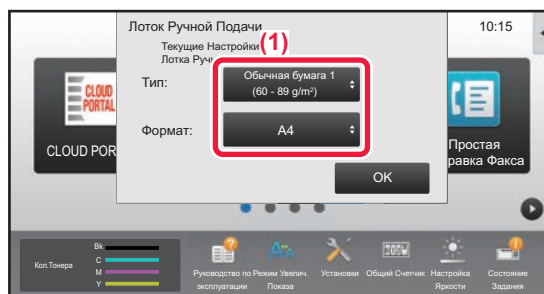 Лоток Ручной Подачи
10:15
Текущие Настройки
(1)
Лотка Руч
Тип:
Обычная бумага 1
(60 - 89 g/m²)
Формат:
A4
OK
CLOUD
PORTAL
CLOUD POR
Простая
равка Факса
Кол.Тонера
Bk
C
M
Y
Руководство по
эксплуатации
Режим Увелич.
Показа
Установки
Общий Счетчик
Настройка
Яркости
Состояние
Задания